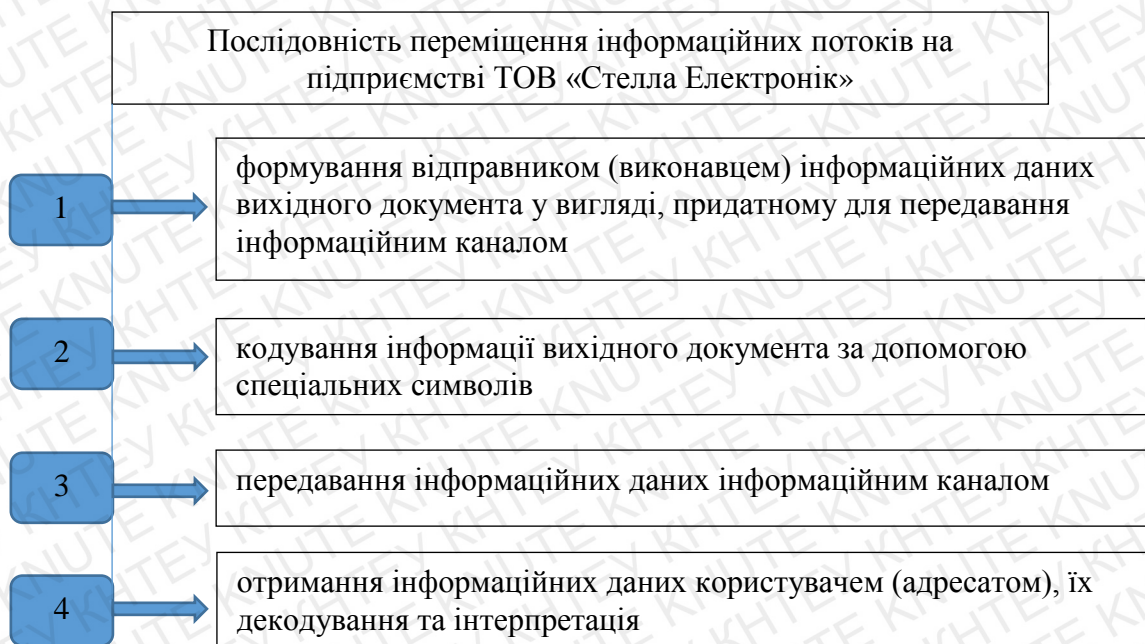 Послідовність переміщення інформаційних потоків на
підприємстві ТОВ «Стелла Електронік»
1
формування відправником (виконавцем) інформаційних даних
вихідного документа у вигляді, придатному для передавання
інформаційним каналом
2
кодування інформації вихідного документа за допомогою
спеціальних символів
3
передавання інформаційних даних інформаційним каналом
4
отримання інформаційних даних користувачем (адресатом), їх
декодування та інтерпретація